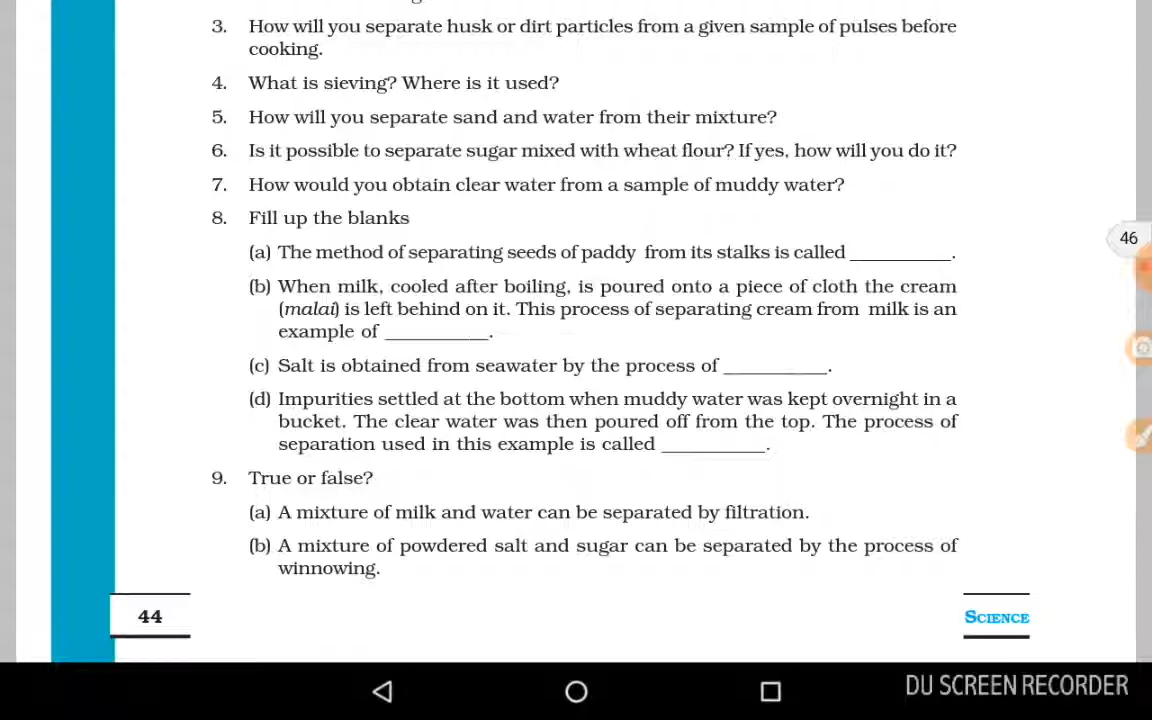 3. How will you separate husk or dirt particles from a given sample of pulses before
cooking.
4. What is sieving? Where is it used?
5. How will you separate sand and water from their mixture?
6. Is it possible to separate sugar mixed with wheat flour? If yes, how will you do it?
7. How would you obtain clear water from a sample of muddy water?
8. Fill up the blanks
(a) The method of separating seeds of paddy from its stalks is called __________.
(b) When milk, cooled after boiling, is poured onto a piece of cloth the cream
(malai) is left behind on it. This process of separating cream from milk is an
example of __________.
(c) Salt is obtained from seawater by the process of __________.
(d) Impurities settled at the bottom when muddy water was kept overnight in a
bucket. The clear water was then poured off from the top. The process of
separation used in this example is called __________.
9. True or false?
(a) A mixture of milk and water can be separated by filtration.
(b) A mixture of powdered salt and sugar can be separated by the process of
winnowing.
46
44
SCIENCE
DU SCREEN RECORDER